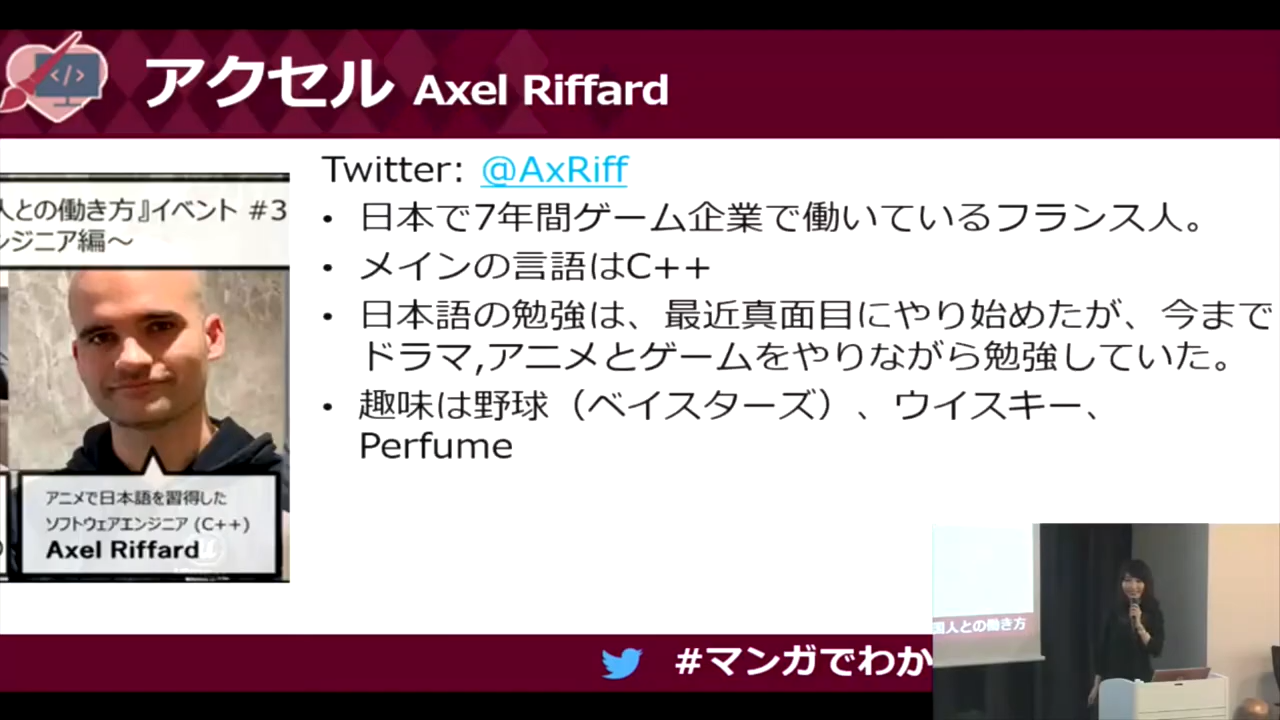 アクセル Axel Riffard
Twitter: @AxRiff
人との働き方』イベント #3
ンジニア編～
• 日本で7年間ゲーム企業で働いているフランス人。
• メインの言語はC++
• 日本語の勉強は、最近真面目にやり始めたが、今まで
ドラマ,アニメとゲームをやりながら勉強していた。
• 趣味は野球（ベイスターズ）、ウイスキー、
Perfume
アニメで日本語を習得した
ソフトウェアエンジニア (C++)
Axel Riffard
国人との働き方
#マンガでわか